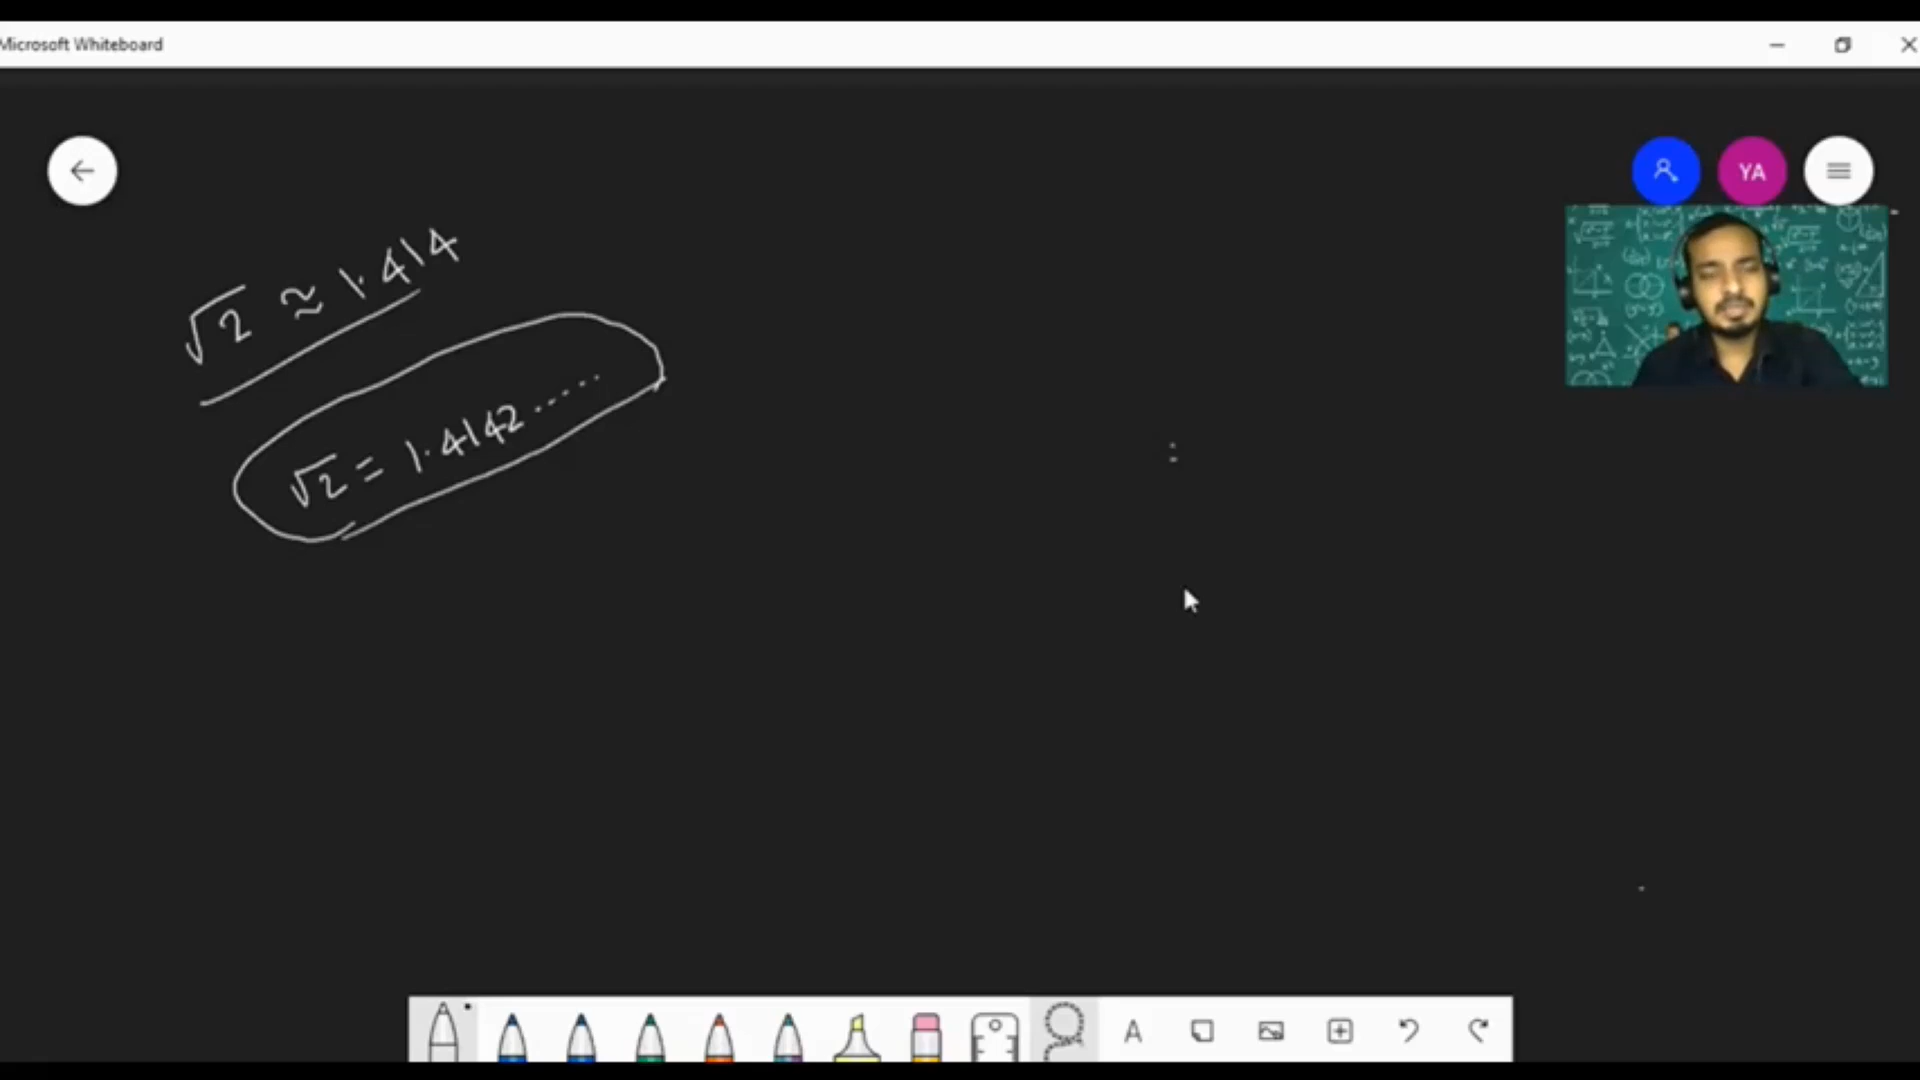 Microsoft Whiteboard
YA
√2 ≈ 1.414
√2 = 1.4142.....
A